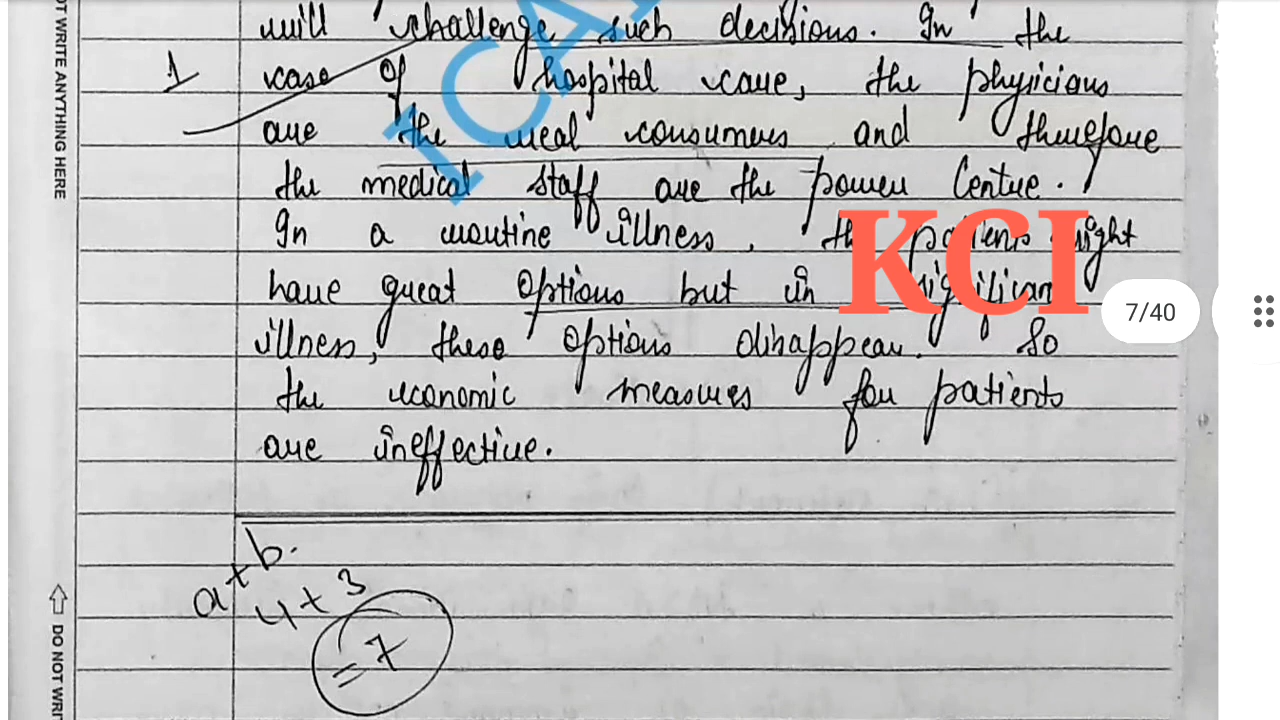 will challenge such decisions. In the
1
case of hospital care, the physicians
are the real consumers and therefore
the medical staff are the power Centre.
In a routine illness, the patients might
have great options but in significant
illness, these options disappear. So
the economic measures for patients
are ineffective.
a+b.
4+3
=7
ICA
KCI
7/40
OT WRITE ANYTHING HERE
DO NOT WRIT